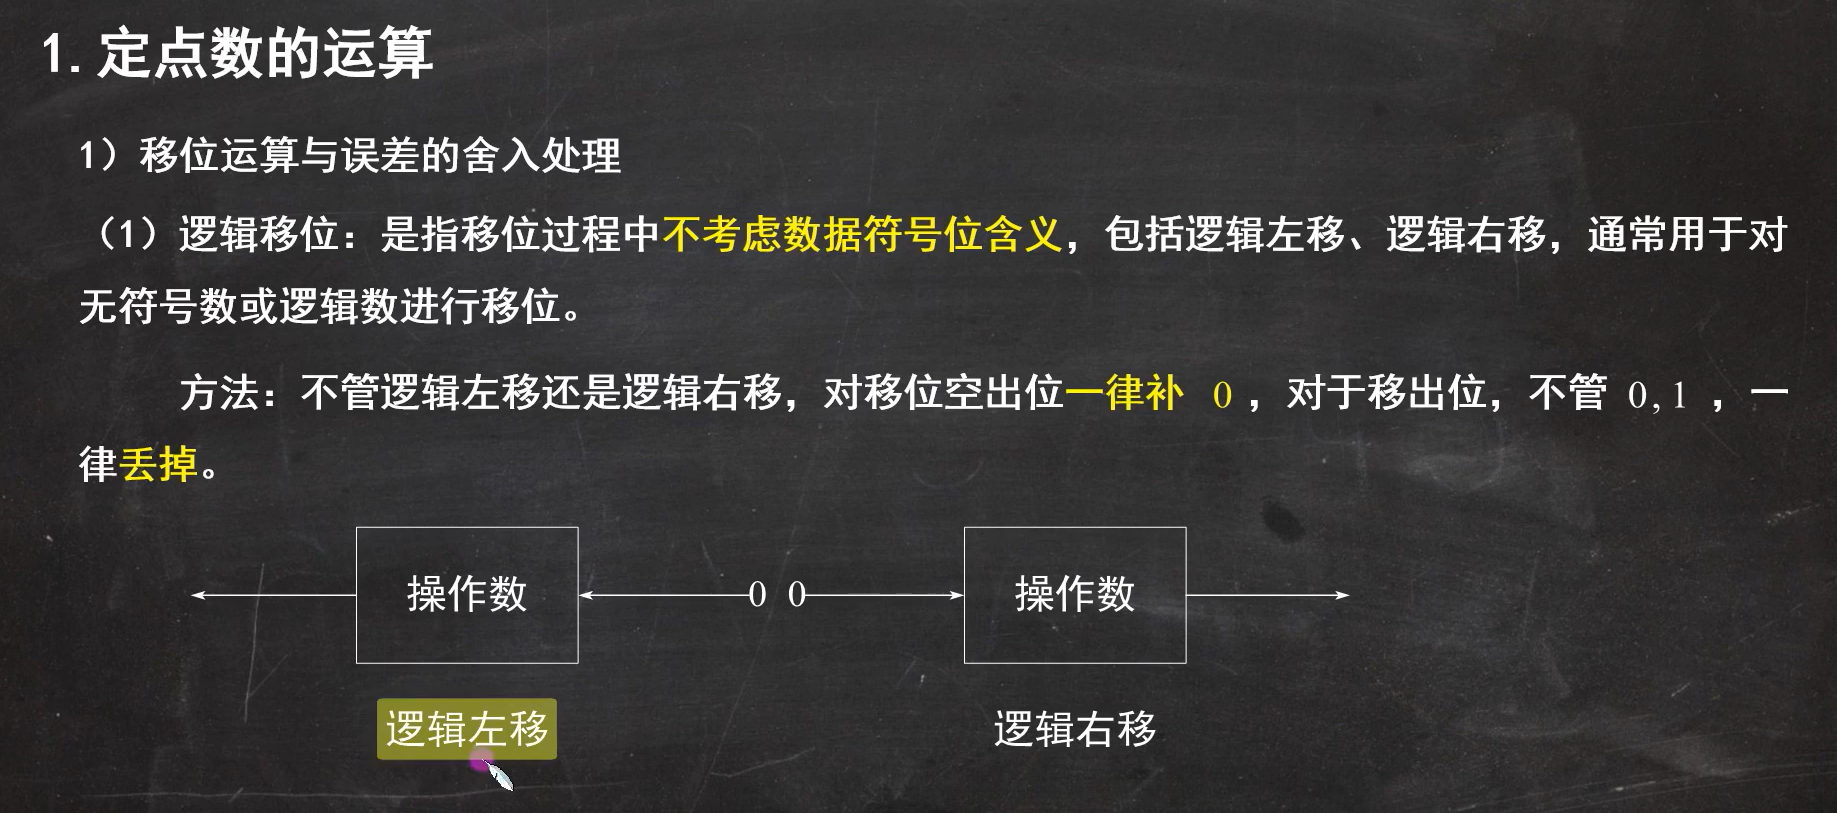 1. 定点数的运算
1）移位运算与误差的舍入处理
（1）逻辑移位：是指移位过程中不考虑数据符号位含义，包括逻辑左移、逻辑右移，通常用于对
无符号数或逻辑数进行移位。
方法：不管逻辑左移还是逻辑右移，对移位空出位一律补 0 ，对于移出位，不管 0,1 ，一
律丢掉。
操作数 0 0 操作数
逻辑左移 逻辑右移